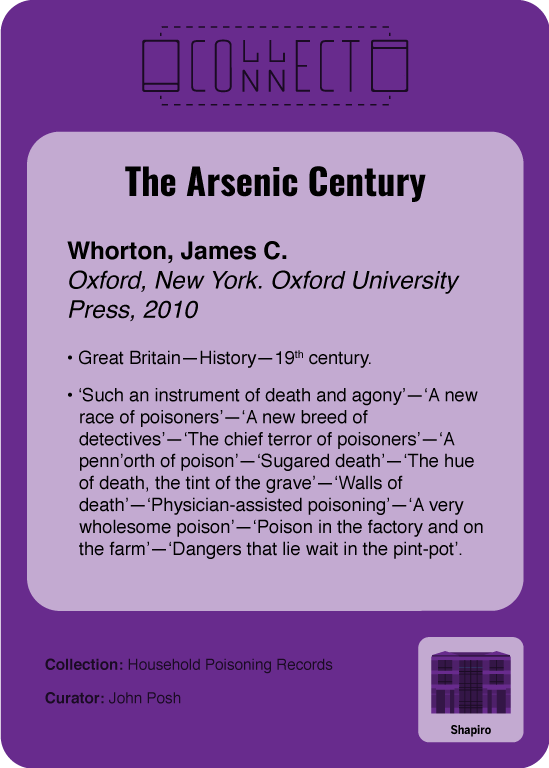 COLLECT
CONNECT
The Arsenic Century
Whorton, James C.
Oxford, New York. Oxford University
Press, 2010
• Great Britain—History—19th century.
• ‘Such an instrument of death and agony’—‘A new
race of poisoners’—‘A new breed of
detectives’—‘The chief terror of poisoners’—‘A
penn’orth of poison’—‘Sugared death’—‘The hue
of death, the tint of the grave’—‘Walls of
death’—‘Physician-assisted poisoning’—‘A very
wholesome poison’—‘Poison in the factory and on
the farm’—‘Dangers that lie wait in the pint-pot’.
Collection: Household Poisoning Records
Curator: John Posh
Shapiro